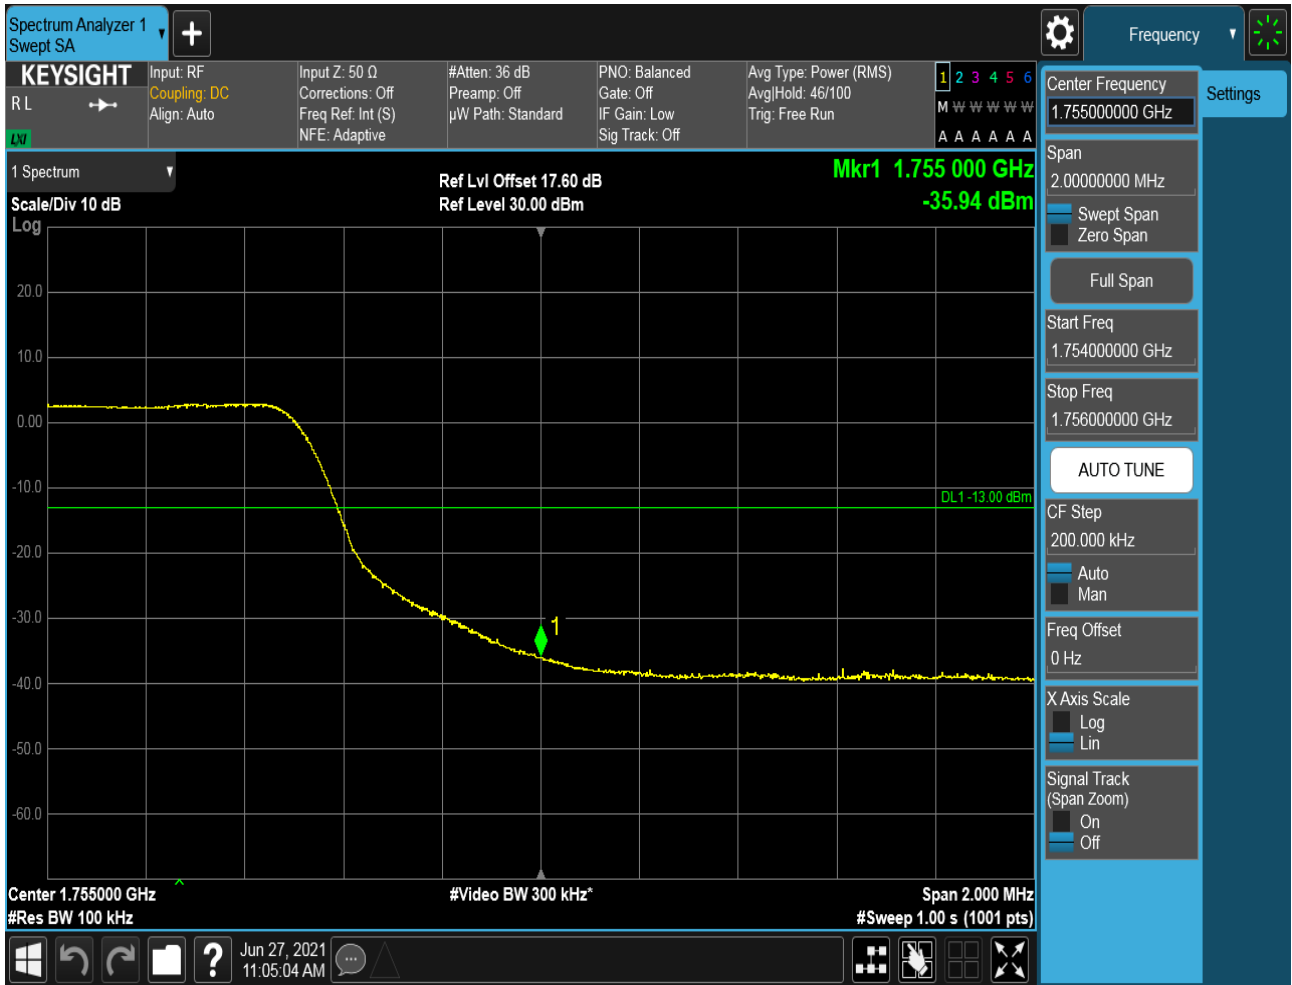 Spectrum Analyzer 1
Swept SA
Frequency
KEYSIGHT
R L
LXI
Input: RF
Coupling: DC
Align: Auto
Input Z: 50 Ω
Corrections: Off
Freq Ref: Int (S)
NFE: Adaptive
#Atten: 36 dB
Preamp: Off
µW Path: Standard
PNO: Balanced
Gate: Off
IF Gain: Low
Sig Track: Off
Avg Type: Power (RMS)
Avg|Hold: 46/100
Trig: Free Run
1 2 3 4 5 6
M W W W W W
A A A A A A
1 Spectrum
Scale/Div 10 dB
Log
Ref Lvl Offset 17.60 dB
Ref Level 30.00 dBm
Mkr1 1.755 000 GHz
-35.94 dBm
20.0
10.0
0.00
-10.0
DL1 -13.00 dBm
-20.0
-30.0
1
-40.0
-50.0
-60.0
Center 1.755000 GHz
#Res BW 100 kHz
#Video BW 300 kHz*
Span 2.000 MHz
#Sweep 1.00 s (1001 pts)
Center Frequency
1.755000000 GHz
Settings
Span
2.00000000 MHz
Swept Span
Zero Span
Full Span
Start Freq
1.754000000 GHz
Stop Freq
1.756000000 GHz
AUTO TUNE
CF Step
200.000 kHz
Auto
Man
Freq Offset
0 Hz
X Axis Scale
Log
Lin
Signal Track
(Span Zoom)
On
Off
?
Jun 27, 2021
11:05:04 AM